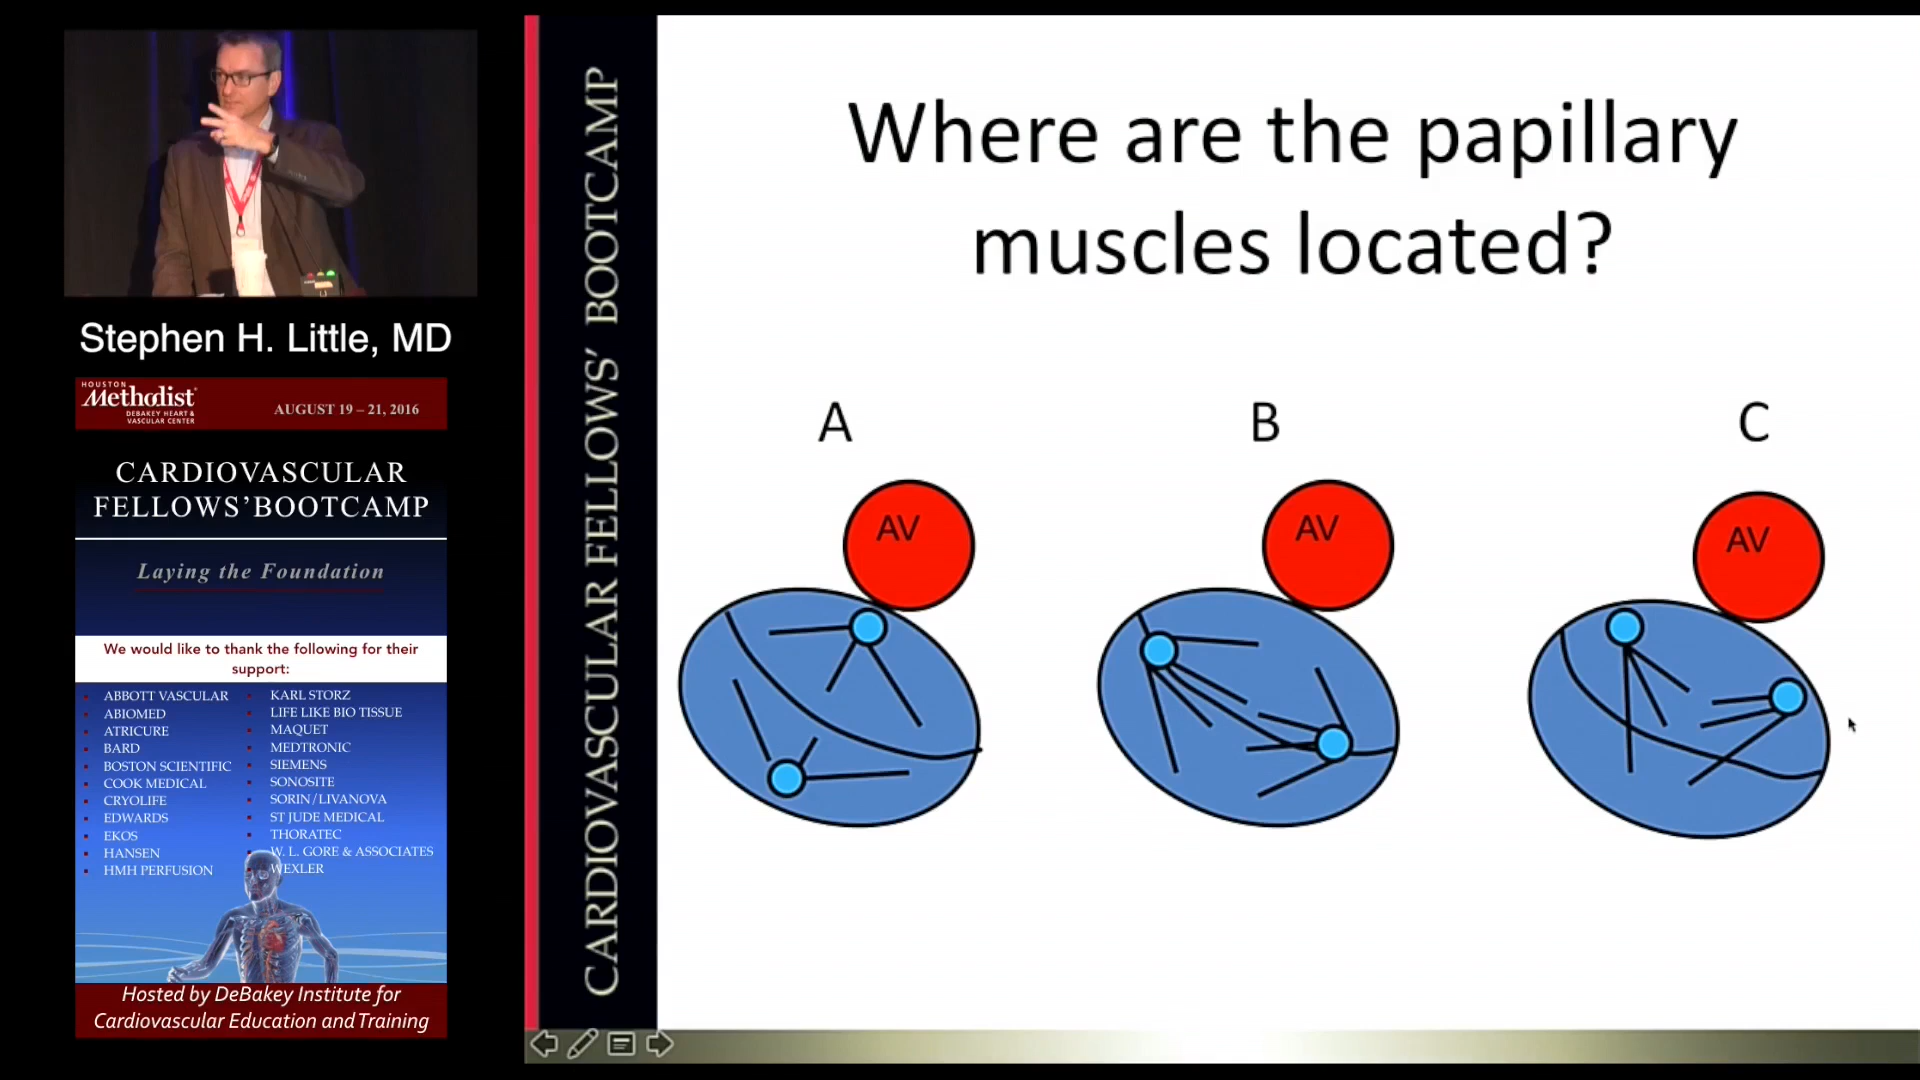 Stephen H. Little, MD
HOUSTON
Methodist
DEBAKEY HEART &
VASCULAR CENTER
AUGUST 19 – 21, 2016
CARDIOVASCULAR
FELLOWS'BOOTCAMP
Laying the Foundation
We would like to thank the following for their
support:
ABBOTT VASCULAR
ABIOMED
ATRICURE
BARD
BOSTON SCIENTIFIC
COOK MEDICAL
CRYOLIFE
EDWARDS
EKOS
HANSEN
HMH PERFUSION
KARL STORZ
LIFE LIKE BIO TISSUE
MAQUET
MEDTRONIC
SIEMENS
SONOSITE
SORIN/LIVANOVA
ST JUDE MEDICAL
THORATEC
W. L. GORE & ASSOCIATES
WEXLER
Hosted by DeBakey Institute for
Cardiovascular Education and Training
CARDIOVASCULAR FELLOWS' BOOTCAMP
Where are the papillary
muscles located?
A
B
C
AV
AV
AV